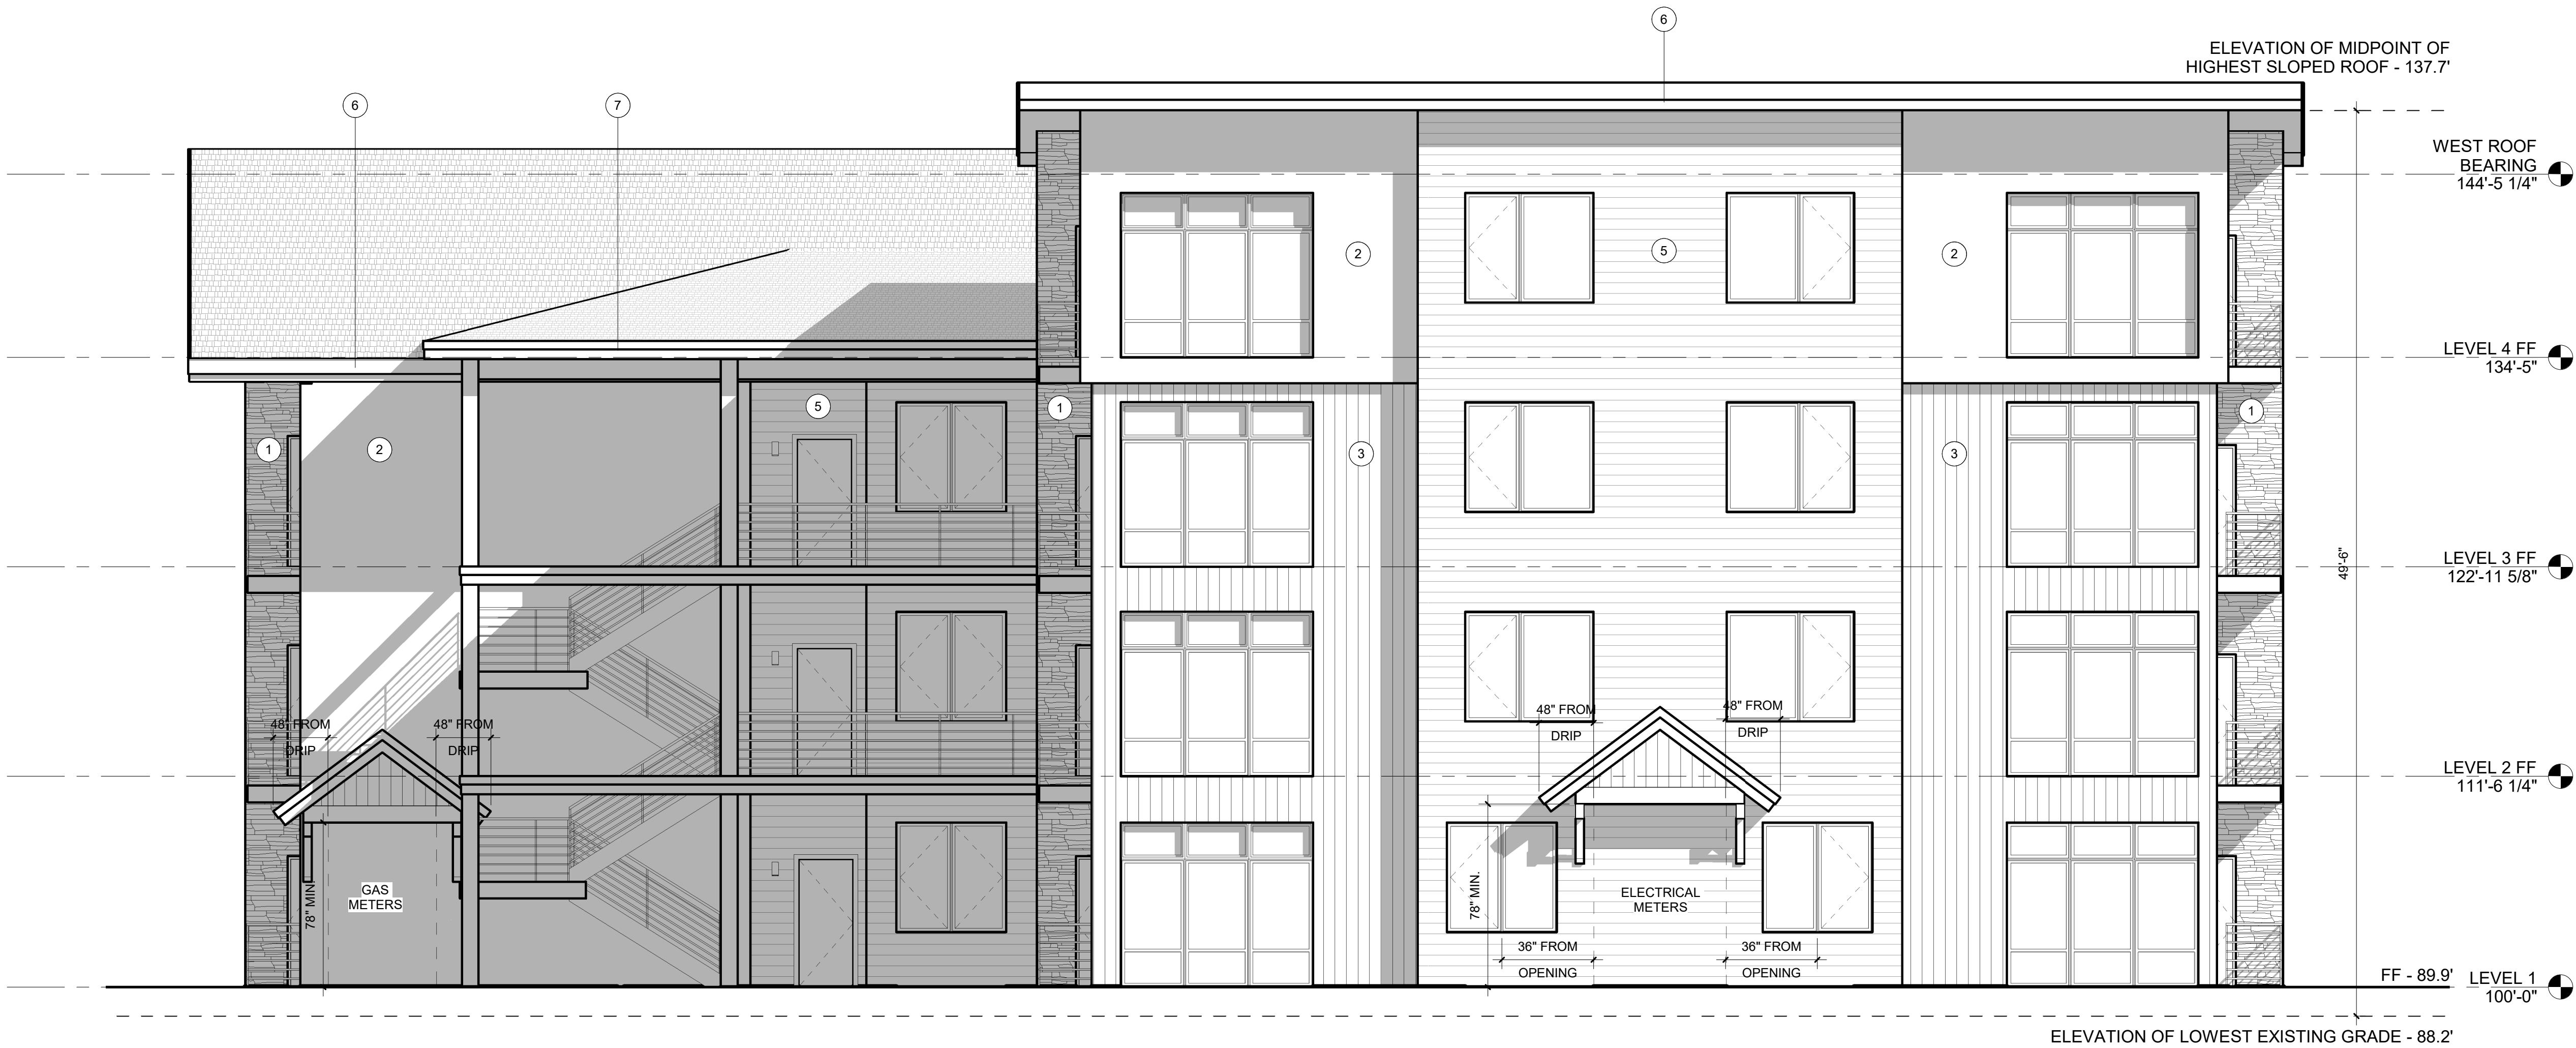 6
ELEVATION OF MIDPOINT OF
HIGHEST SLOPED ROOF - 137.7'
6
7
WEST ROOF
BEARING
144'-5 1/4"
2
5
2
LEVEL 4 FF
134'-5"
5
1
1
1
2
3
3
49'-6"
LEVEL 3 FF
122'-11 5/8"
48" FROM
DRIP
48" FROM
DRIP
48" FROM
DRIP
48" FROM
DRIP
LEVEL 2 FF
111'-6 1/4"
78" MIN.
GAS
METERS
78" MIN.
ELECTRICAL
METERS
36" FROM
OPENING
36" FROM
OPENING
FF - 89.9'
LEVEL 1
100'-0"
ELEVATION OF LOWEST EXISTING GRADE - 88.2'